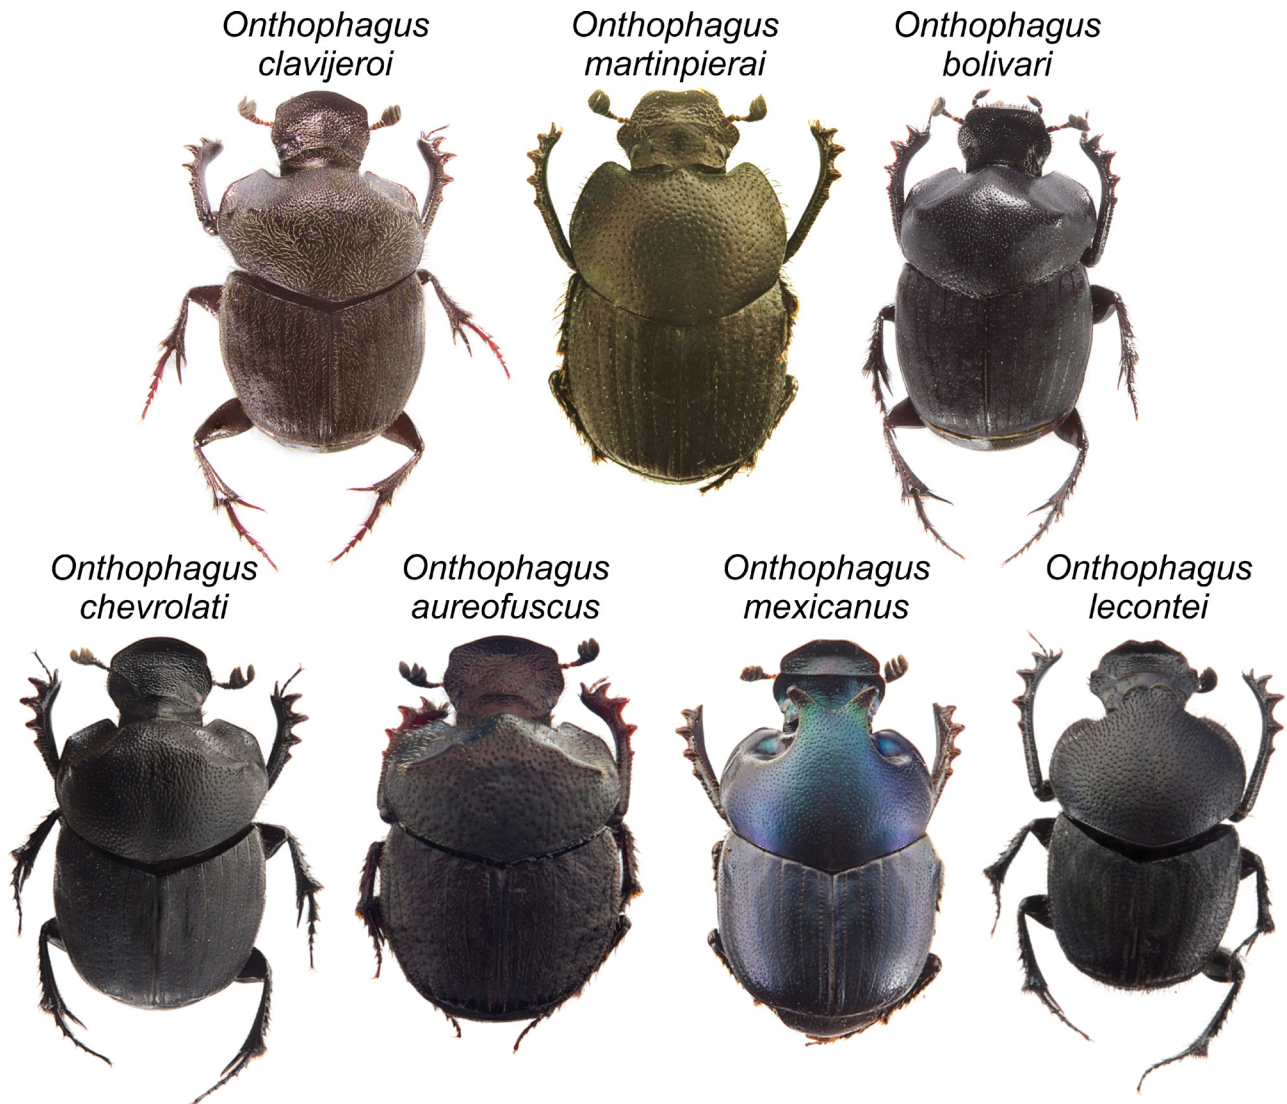 Onthophagus
clavijeroi
Onthophagus
martinpierai
Onthophagus
bolivari
Onthophagus
chevrolati
Onthophagus
aureofuscus
Onthophagus
mexicanus
Onthophagus
lecontei